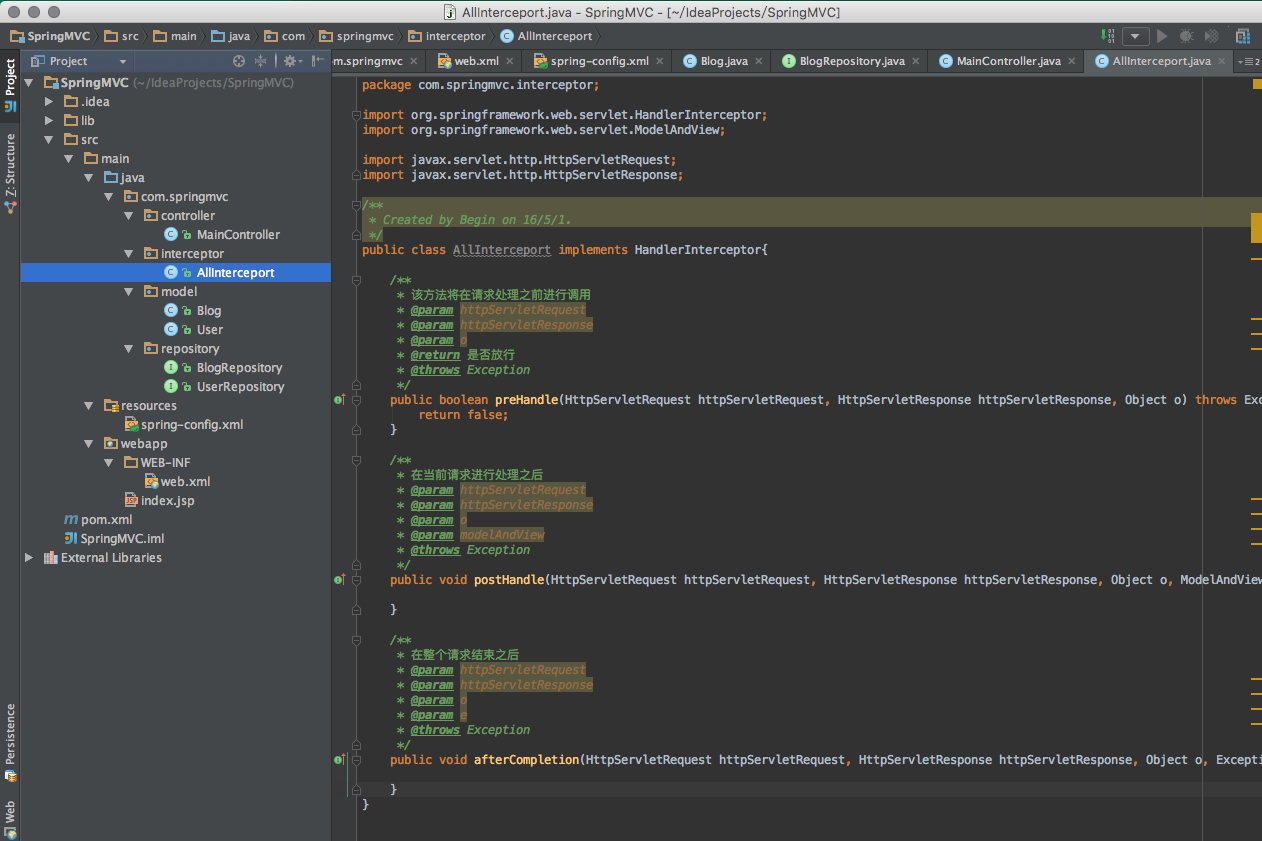 AllInterceport.java - SpringMVC - [~/IdeaProjects/SpringMVC]
SpringMVC src main java com springmvc interceptor AllInterceport
Project
m.springmvc web.xml spring-config.xml Blog.java BlogRepository.java MainController.java AllInterceport.java 2
Project
Z: Structure
Persistence
Web
SpringMVC (~/IdeaProjects/SpringMVC)
.idea
lib
src
main
java
com.springmvc
controller
MainController
interceptor
AllInterceport
model
Blog
User
repository
BlogRepository
UserRepository
resources
spring-config.xml
webapp
WEB-INF
web.xml
index.jsp
pom.xml
SpringMVC.iml
External Libraries
package com.springmvc.interceptor;
import org.springframework.web.servlet.HandlerInterceptor;
import org.springframework.web.servlet.ModelAndView;
import javax.servlet.http.HttpServletRequest;
import javax.servlet.http.HttpServletResponse;
/**
* Created by Begin on 16/5/1.
*/
public class AllInterceport implements HandlerInterceptor{
/**
* 该方法将在请求处理之前进行调用
* @param httpServletRequest
* @param httpServletResponse
* @param o
* @return 是否放行
* @throws Exception
*/
public boolean preHandle(HttpServletRequest httpServletRequest, HttpServletResponse httpServletResponse, Object o) throws Exc
return false;
}
/**
* 在当前请求进行处理之后
* @param httpServletRequest
* @param httpServletResponse
* @param o
* @param modelAndView
* @throws Exception
*/
public void postHandle(HttpServletRequest httpServletRequest, HttpServletResponse httpServletResponse, Object o, ModelAndView
}
/**
* 在整个请求结束之后
* @param httpServletRequest
* @param httpServletResponse
* @param o
* @param e
* @throws Exception
*/
public void afterCompletion(HttpServletRequest httpServletRequest, HttpServletResponse httpServletResponse, Object o, Excepti
}
}